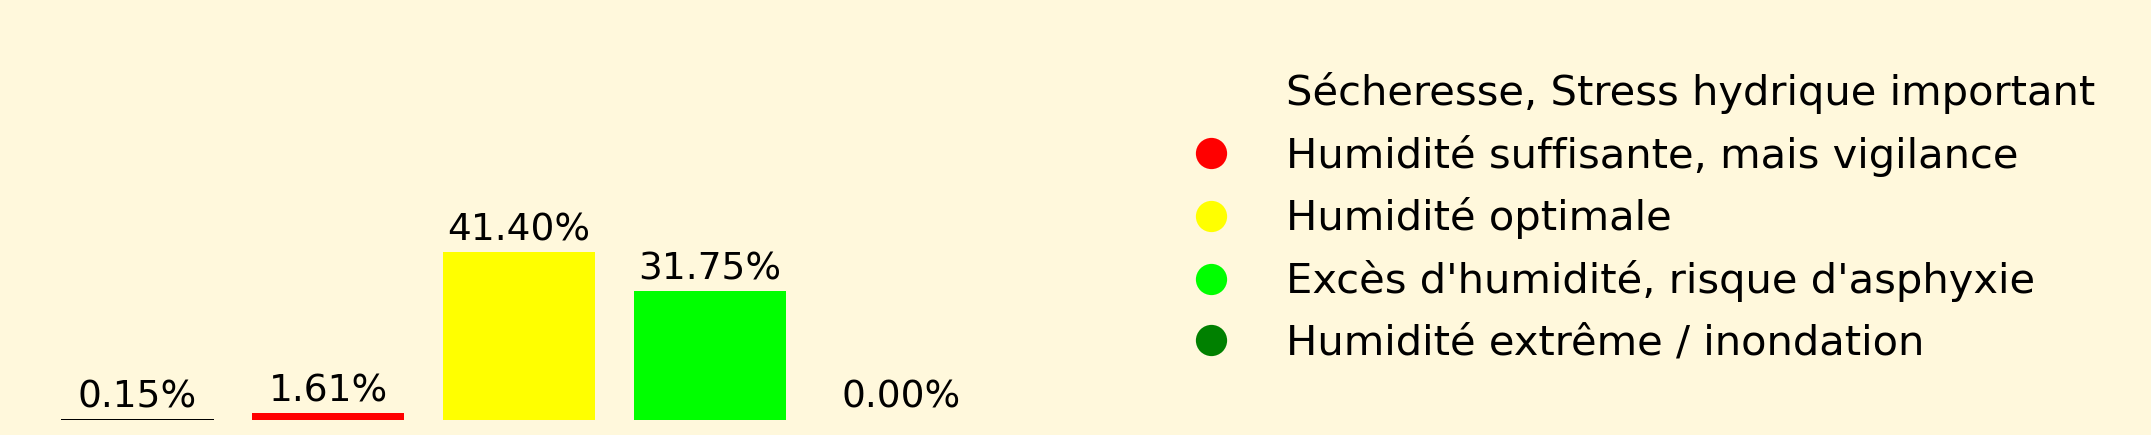 0.15%
1.61%
41.40%
31.75%
0.00%
Sécheresse, Stress hydrique important
Humidité suffisante, mais vigilance
Humidité optimale
Excès d'humidité, risque d'asphyxie
Humidité extrême / inondation